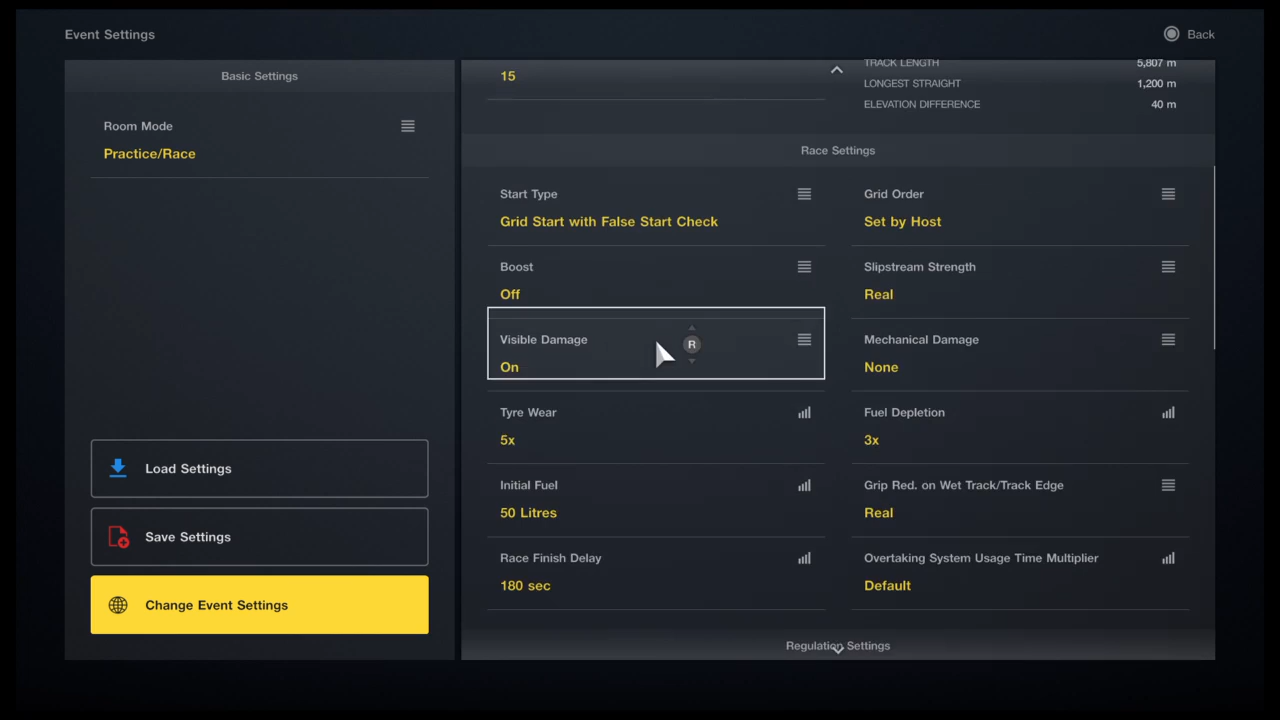 Event Settings
Back
Basic Settings
Room Mode
Practice/Race
Load Settings
Save Settings
Change Event Settings
15
TRACK LENGTH 5,807 m
LONGEST STRAIGHT 1,200 m
ELEVATION DIFFERENCE 40 m
Race Settings
Start Type
Grid Start with False Start Check
Grid Order
Set by Host
Boost
Off
Slipstream Strength
Real
Visible Damage
On
R
Mechanical Damage
None
Tyre Wear
5x
Fuel Depletion
3x
Initial Fuel
50 Litres
Grip Red. on Wet Track/Track Edge
Real
Race Finish Delay
180 sec
Overtaking System Usage Time Multiplier
Default
Regulation Settings